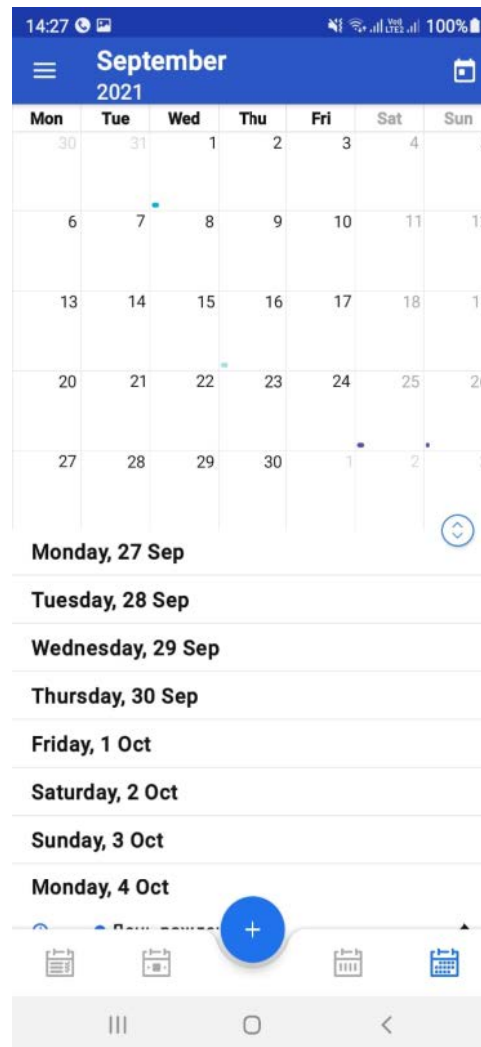 14:27 100%
September
2021
Mon Tue Wed Thu Fri Sat Sun
30 31 1 2 3 4
6 7 8 9 10 11
13 14 15 16 17 18
20 21 22 23 24 25
27 28 29 30 1 2
Monday, 27 Sep
Tuesday, 28 Sep
Wednesday, 29 Sep
Thursday, 30 Sep
Friday, 1 Oct
Saturday, 2 Oct
Sunday, 3 Oct
Monday, 4 Oct